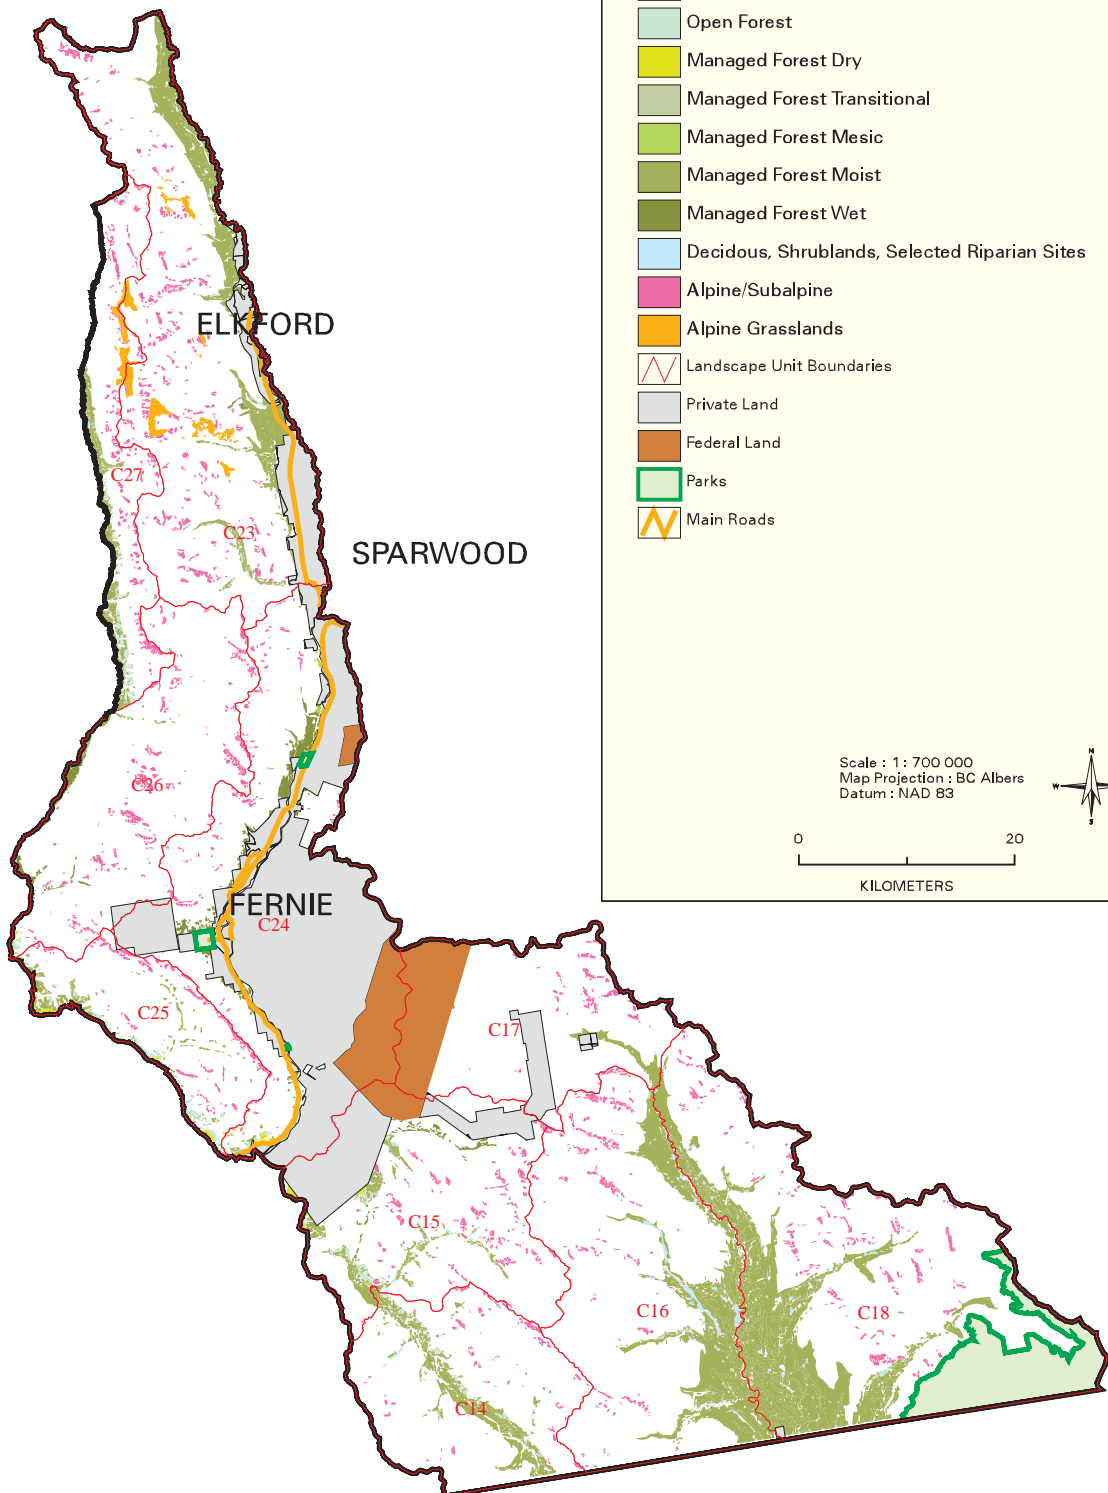 Open Forest
Managed Forest Dry
Managed Forest Transitional
Managed Forest Mesic
Managed Forest Moist
Managed Forest Wet
Decidous, Shrublands, Selected Riparian Sites
Alpine/Subalpine
Alpine Grasslands
Landscape Unit Boundaries
Private Land
Federal Land
Parks
Main Roads
Scale : 1 : 700 000
Map Projection : BC Albers
Datum : NAD 83
N
W
S
0 20
KILOMETERS
ELKFORD
C27
C23
SPARWOOD
C26
FERNIE
C24
C25
C17
C15
C16
C18
C14